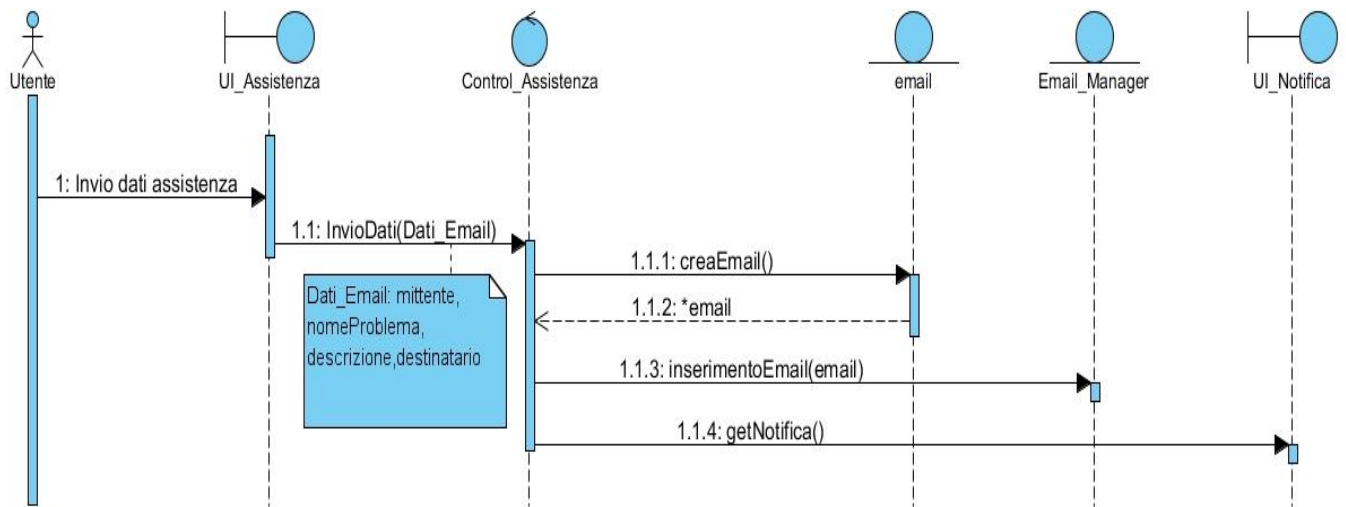 Utente
UI_Assistenza
Control_Assistenza
email
Email_Manager
UI_Notifica
1: Invio dati assistenza
1.1: InvioDati(Dati_Email)
1.1.1: creaEmail()
Dati_Email: mittente,
nomeProblema,
descrizione,destinatario
1.1.2: *email
1.1.3: inserimentoEmail(email)
1.1.4: getNotifica()